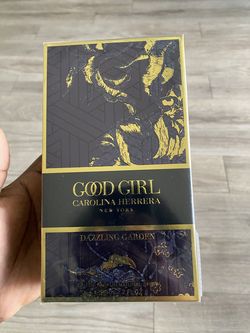 GOOD GIRL
CAROLINA HERRERA
NEW YORK
DAZZLING GARDEN